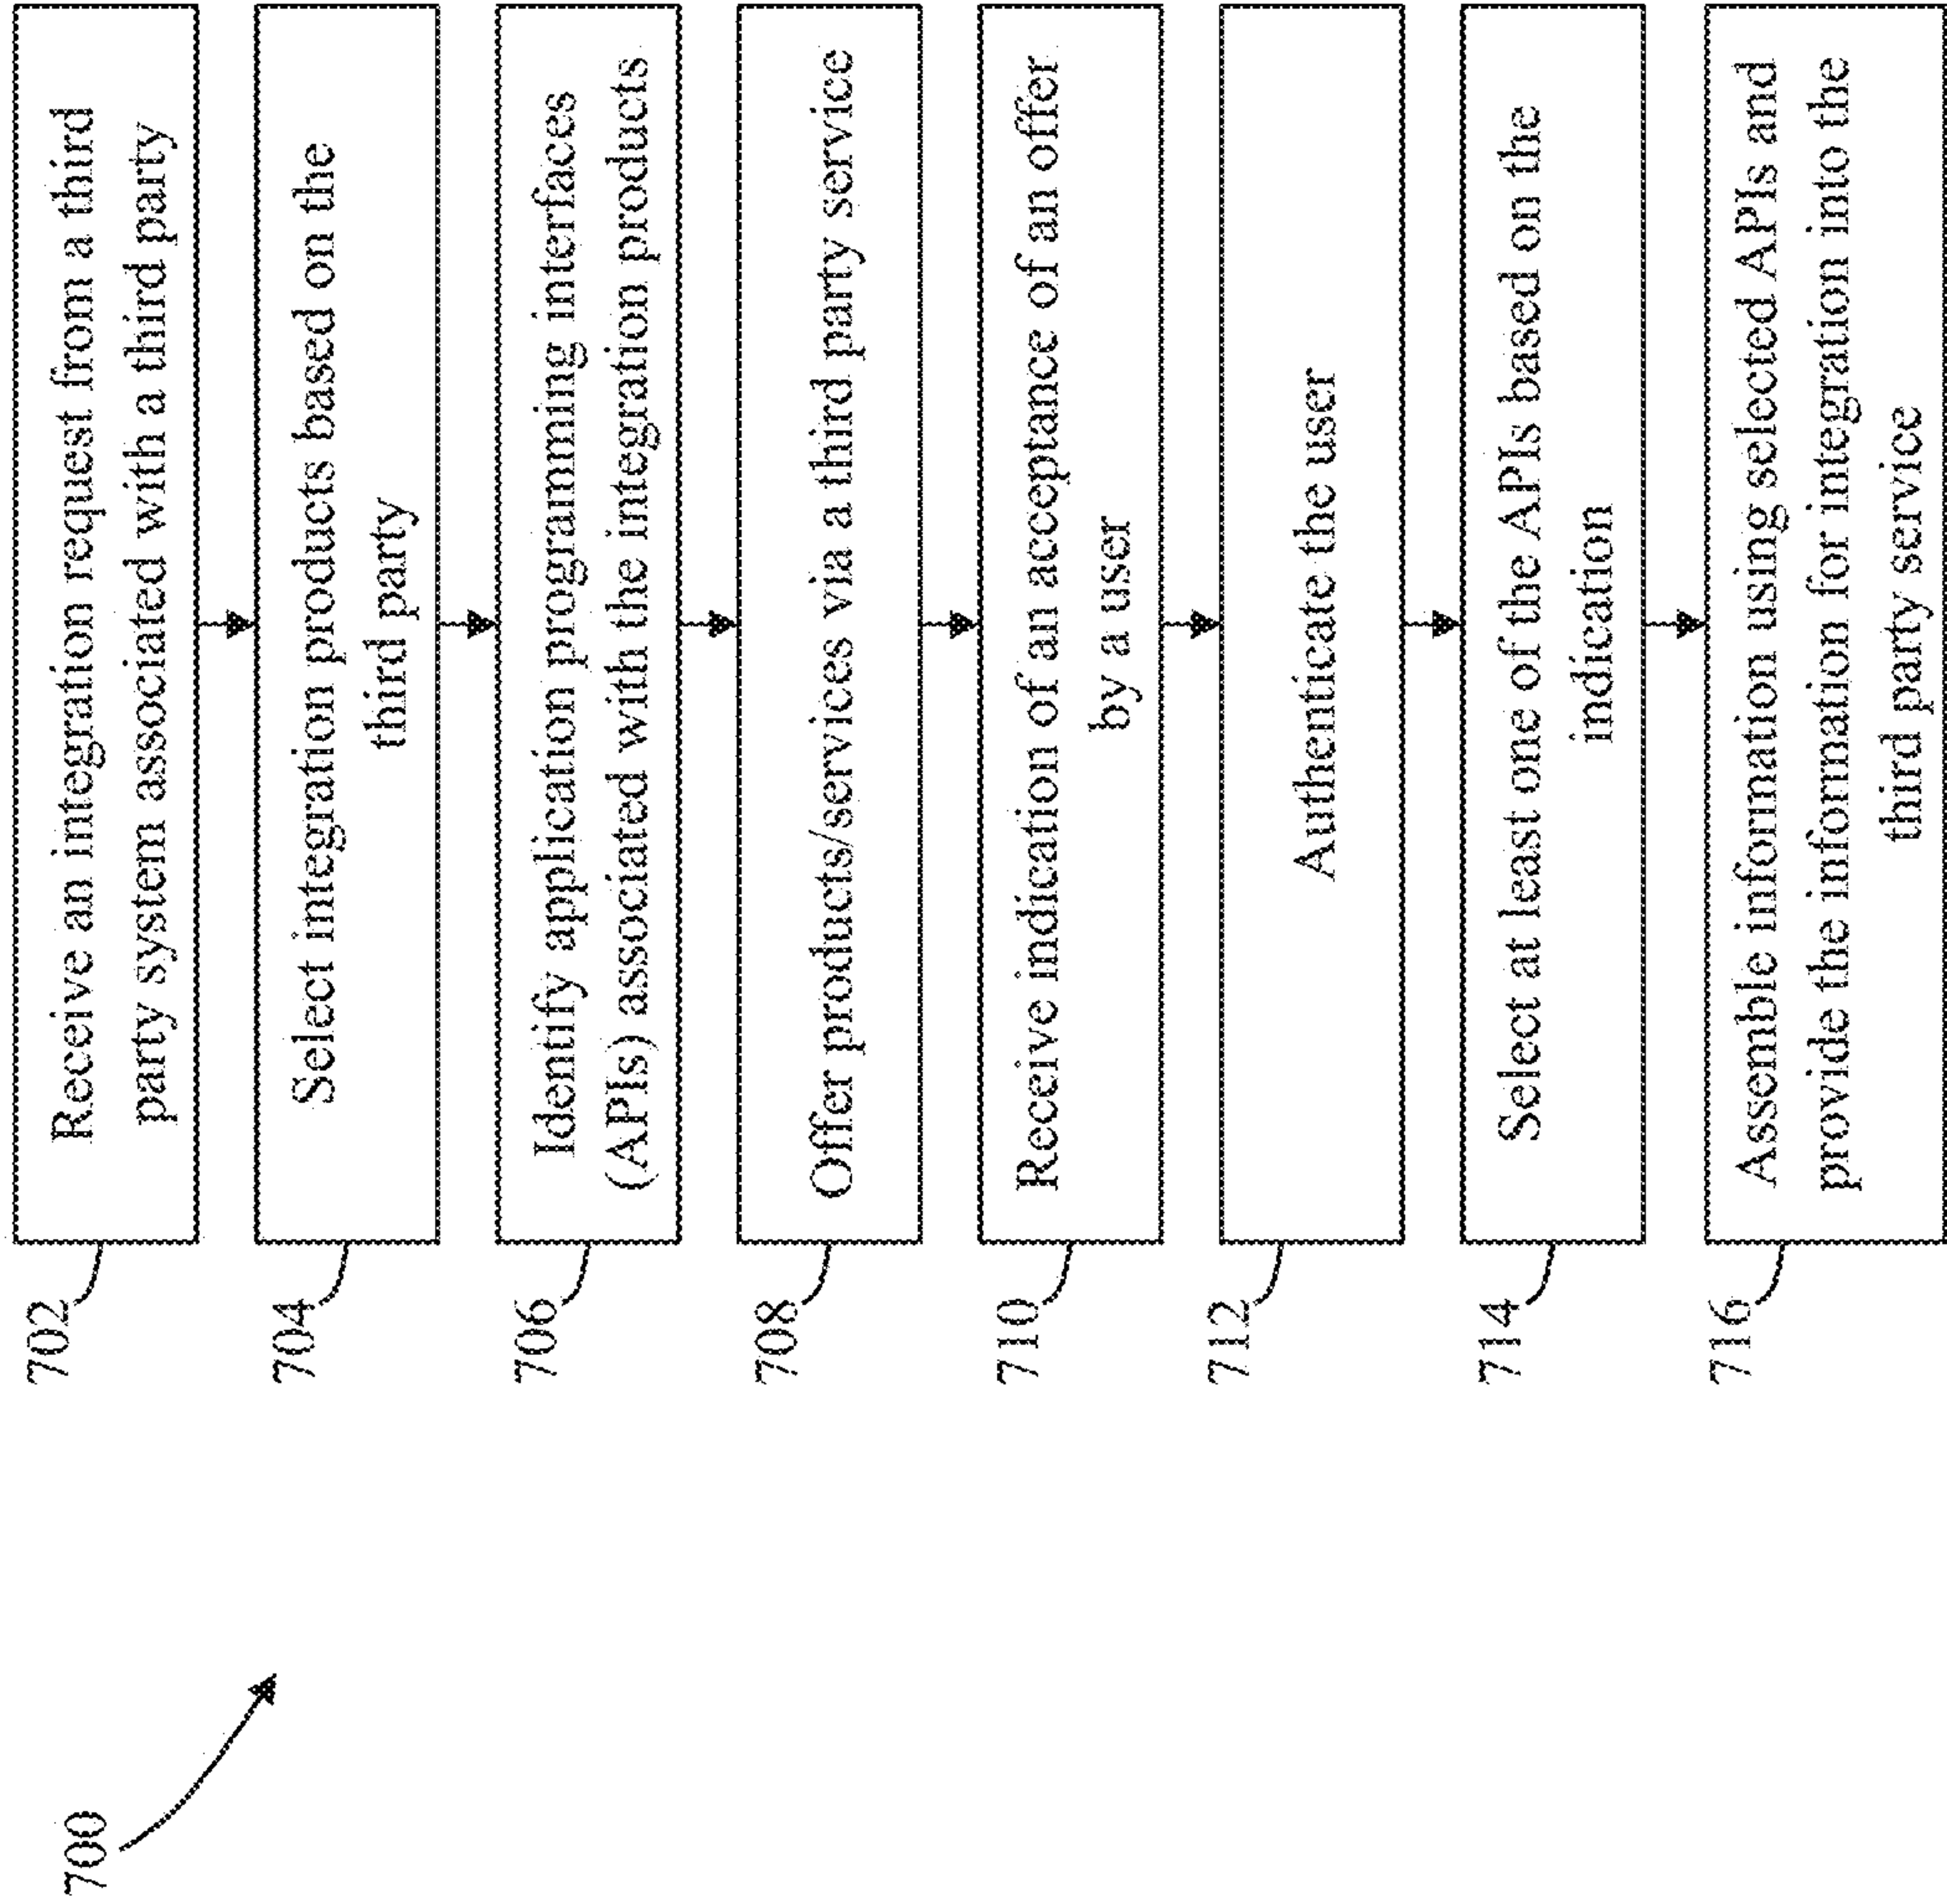 700
702
Receive an integration request from a third
party system associated with a third party
704
Select integration products based on the
third party
706
Identify application programming interfaces
(APIs) associated with the integration products
708
Offer products/services via a third party service
710
Receive indication of an acceptance of an offer
by a user
712
Authenticate the user
714
Select at least one of the APIs based on the
indication
716
Assemble information using selected APIs and
provide the information for integration into the
third party service